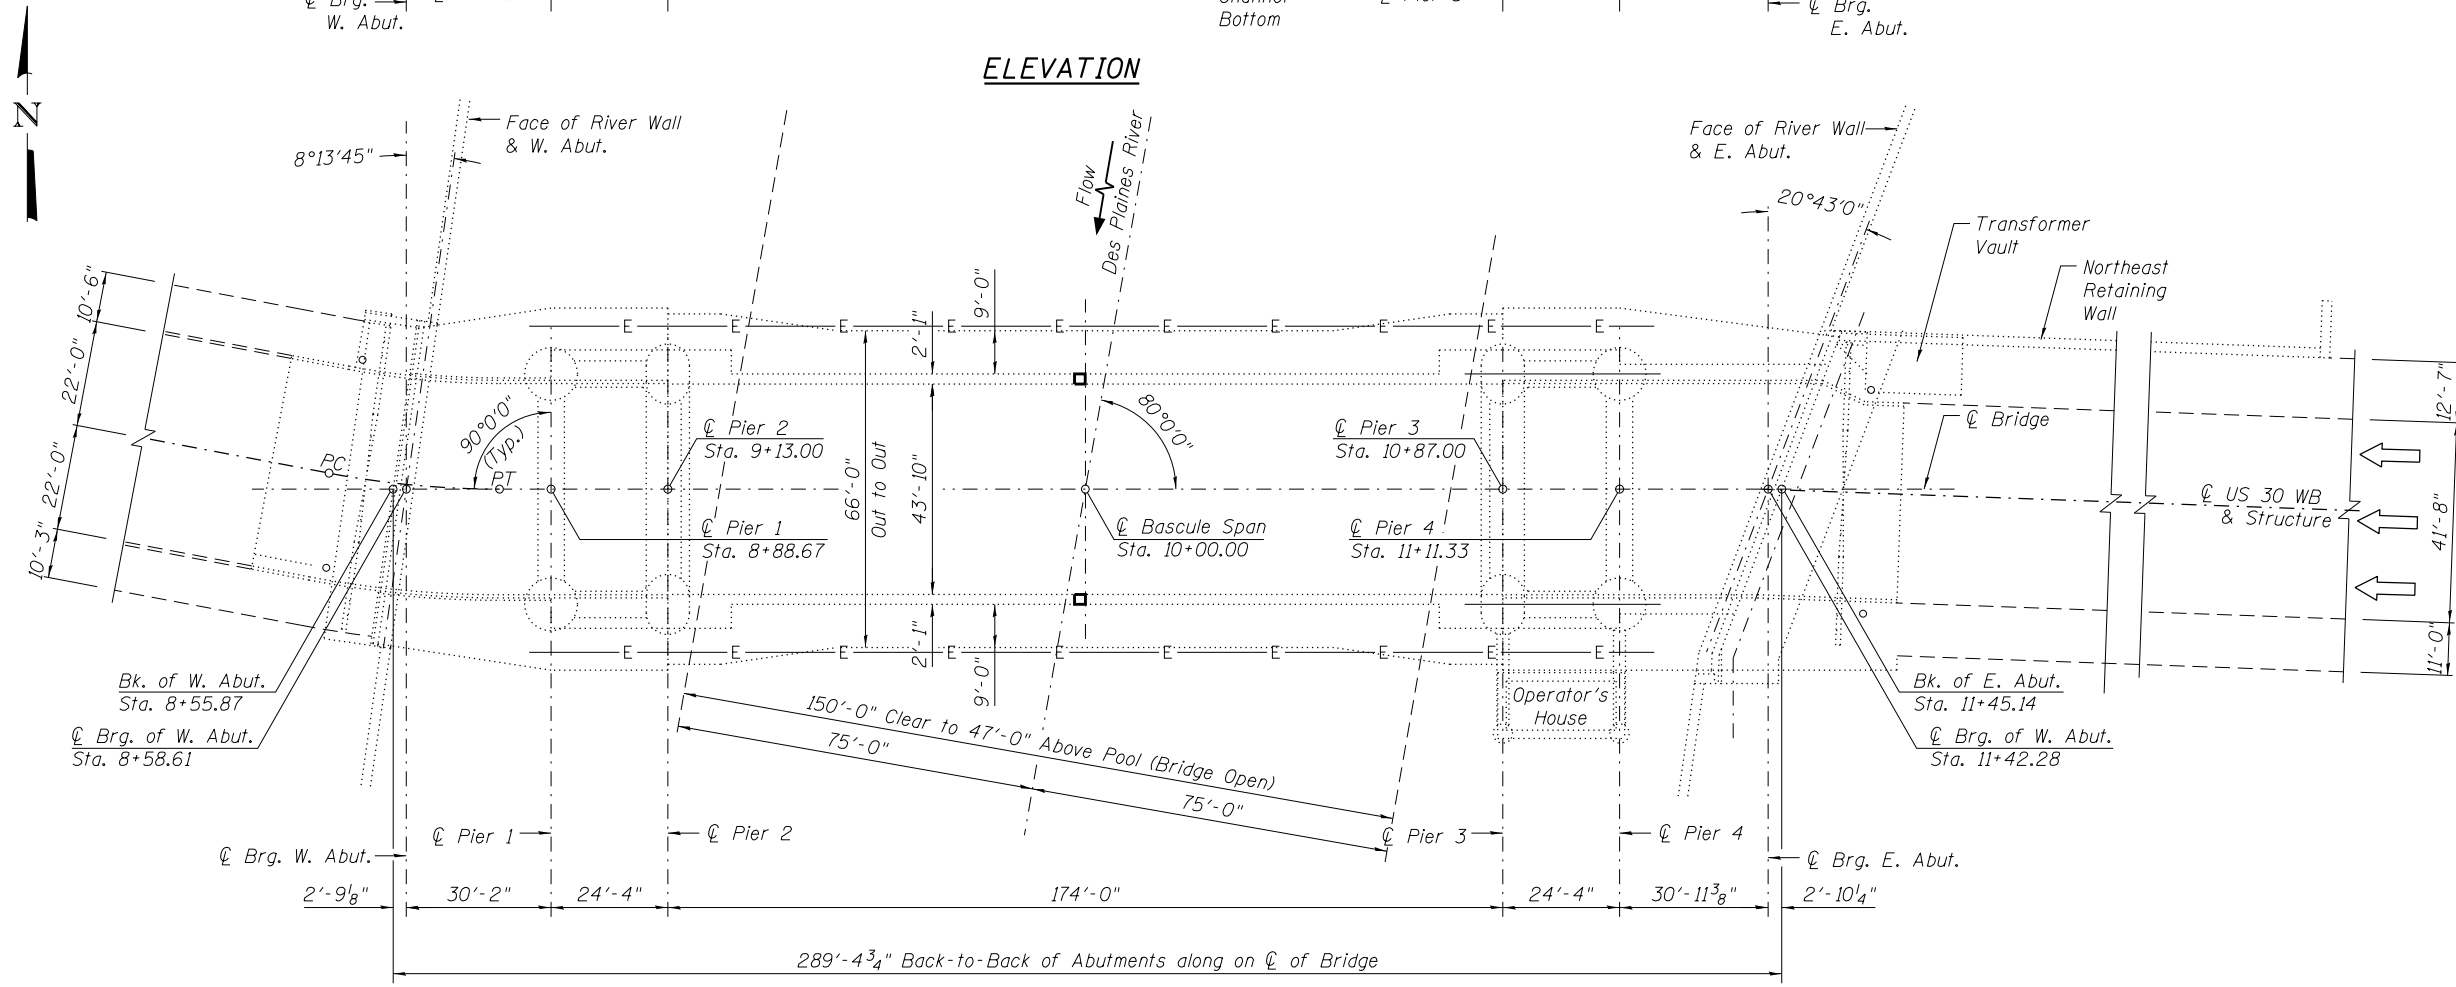 ℄ Brg.
W. Abut.
Bottom
℄ Brg.
E. Abut.
ELEVATION
N
8°13'45"
Face of River Wall
& W. Abut.
Flow
Des Plaines River
Face of River Wall
& E. Abut.
20°43'0"
Transformer
Vault
Northeast
Retaining
Wall
10'-6"
22'-0"
22'-0"
10'-3"
E E E E E E E E E E
9'-0"
2'-1"
90°0'0"
(Typ.)
PC
PT
℄ Pier 2
Sta. 9+13.00
66'-0"
Out to Out
43'-10"
80°0'0"
℄ Pier 3
Sta. 10+87.00
℄ Bridge
12'-7"
℄ Pier 1
Sta. 8+88.67
℄ Bascule Span
Sta. 10+00.00
℄ Pier 4
Sta. 11+11.33
℄ US 30 WB
& Structure
41'-8"
11'-0"
2'-1"
9'-0"
E E E E E E E E E E
Bk. of W. Abut.
Sta. 8+55.87
℄ Brg. of W. Abut.
Sta. 8+58.61
150'-0" Clear to 47'-0" Above Pool (Bridge Open)
75'-0"
75'-0"
Operator's
House
Bk. of E. Abut.
Sta. 11+45.14
℄ Brg. of W. Abut.
Sta. 11+42.28
℄ Pier 1
℄ Pier 2
℄ Pier 3
℄ Pier 4
℄ Brg. W. Abut.
℄ Brg. E. Abut.
2'-9⅛"
30'-2"
24'-4"
174'-0"
24'-4"
30'-11⅜"
2'-10¼"
289'-4¾" Back-to-Back of Abutments along on ℄ of Bridge